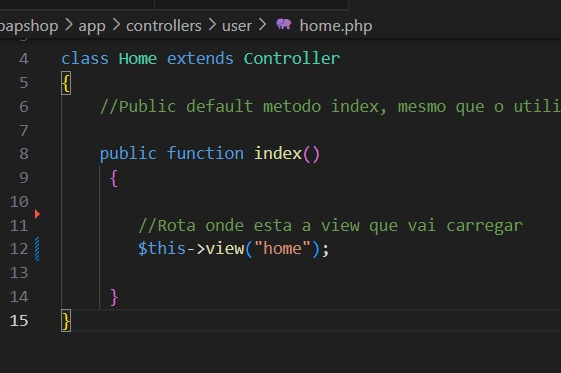 papshop > app > controllers > user > home.php
4 class Home extends Controller
5 {
6 //Public default metodo index, mesmo que o utili
7
8 public function index()
9 {
10
11 //Rota onde esta a view que vai carregar
12 $this->view("home");
13
14 }
15 }